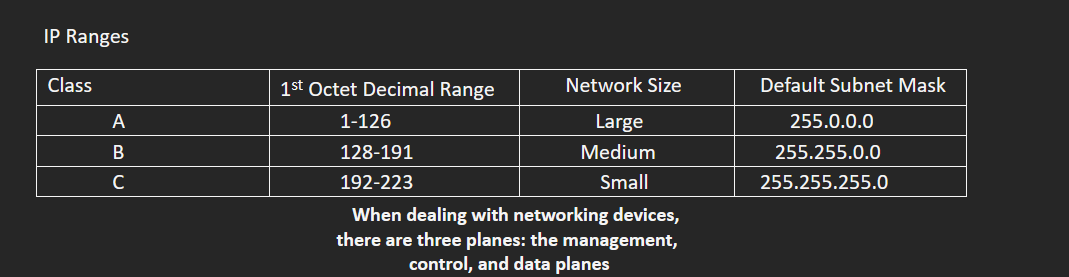 IP Ranges
Class 1st Octet Decimal Range Network Size Default Subnet Mask
A 1-126 Large 255.0.0.0
B 128-191 Medium 255.255.0.0
C 192-223 Small 255.255.255.0
When dealing with networking devices,
there are three planes: the management,
control, and data planes